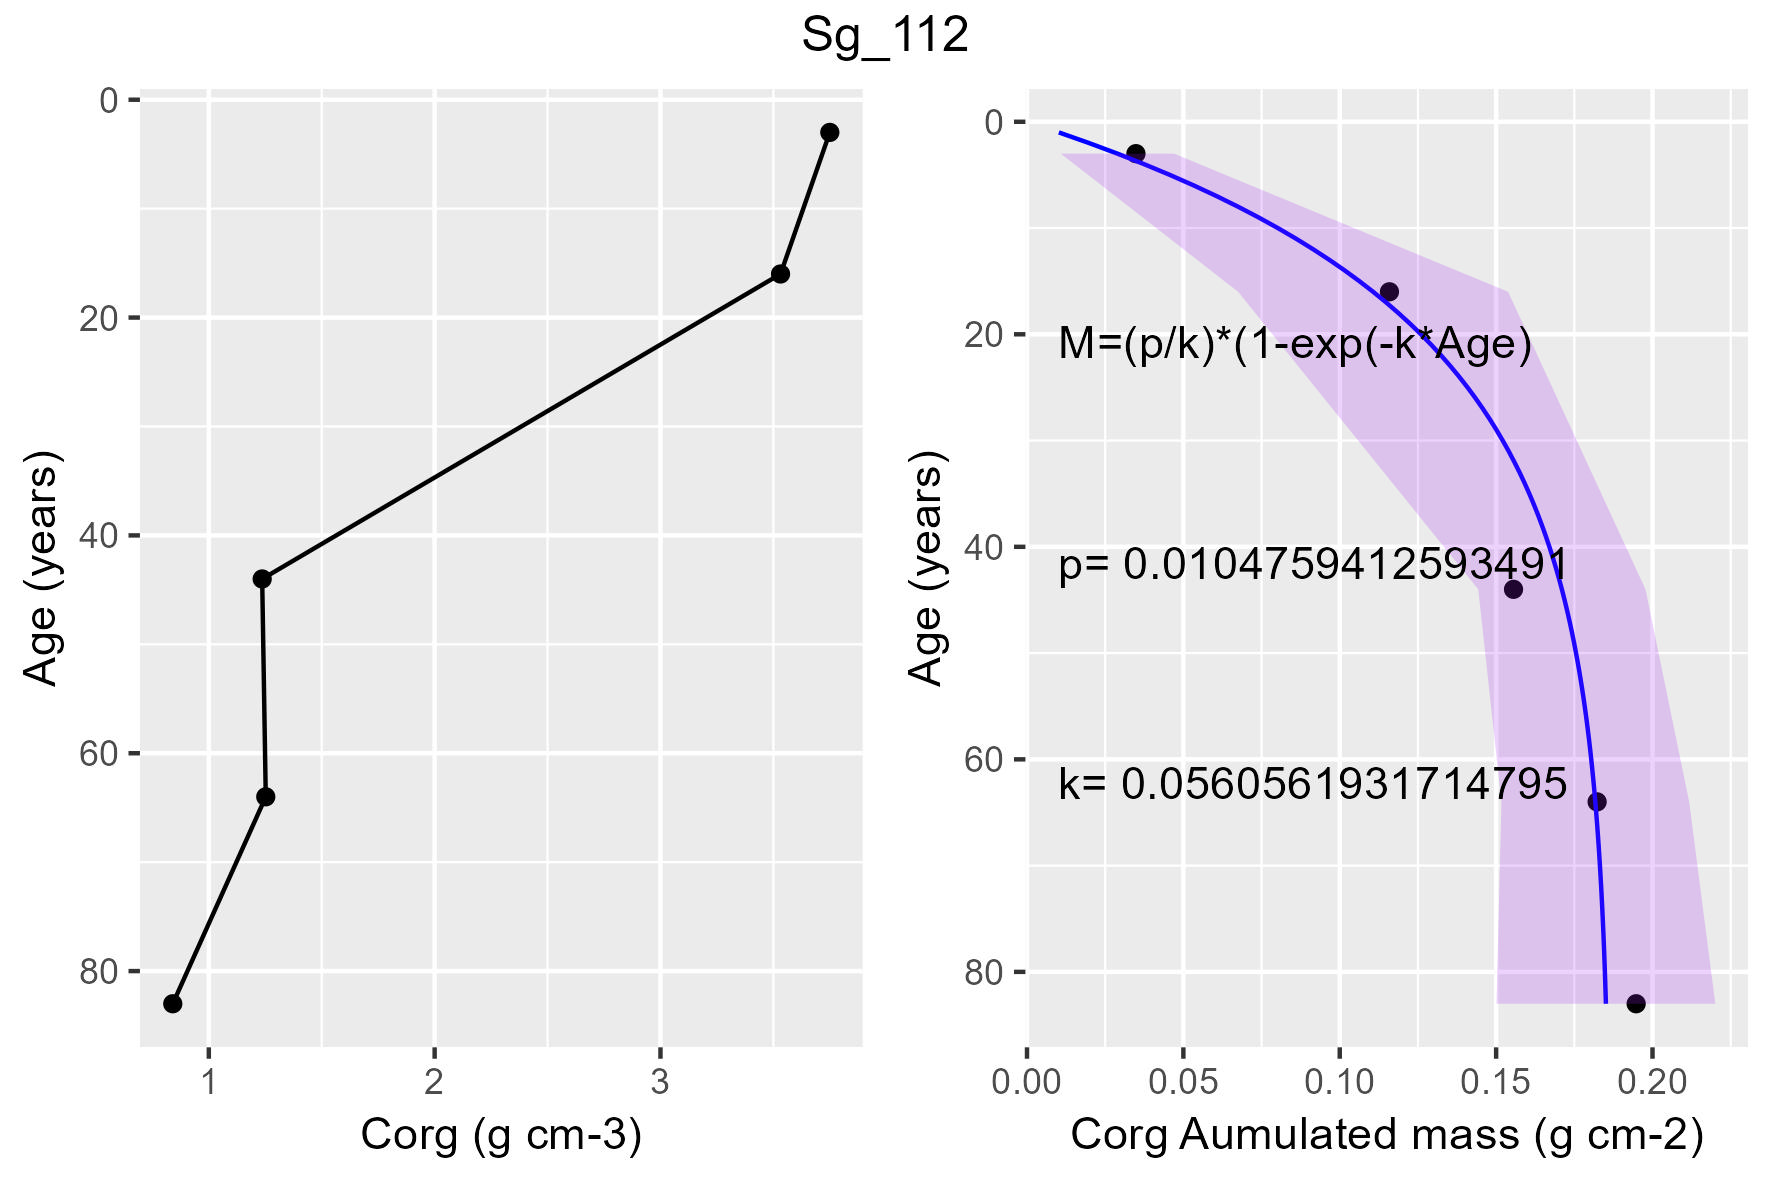 Sg_112
0
20
40
60
80
Age (years)
1
2
3
Corg (g cm-3)
0
20
40
60
80
Age (years)
M=(p/k)*(1-exp(-k*Age)
p= 0.0104759412593491
k= 0.0560561931714795
0.00
0.05
0.10
0.15
0.20
Corg Aumulated mass (g cm-2)